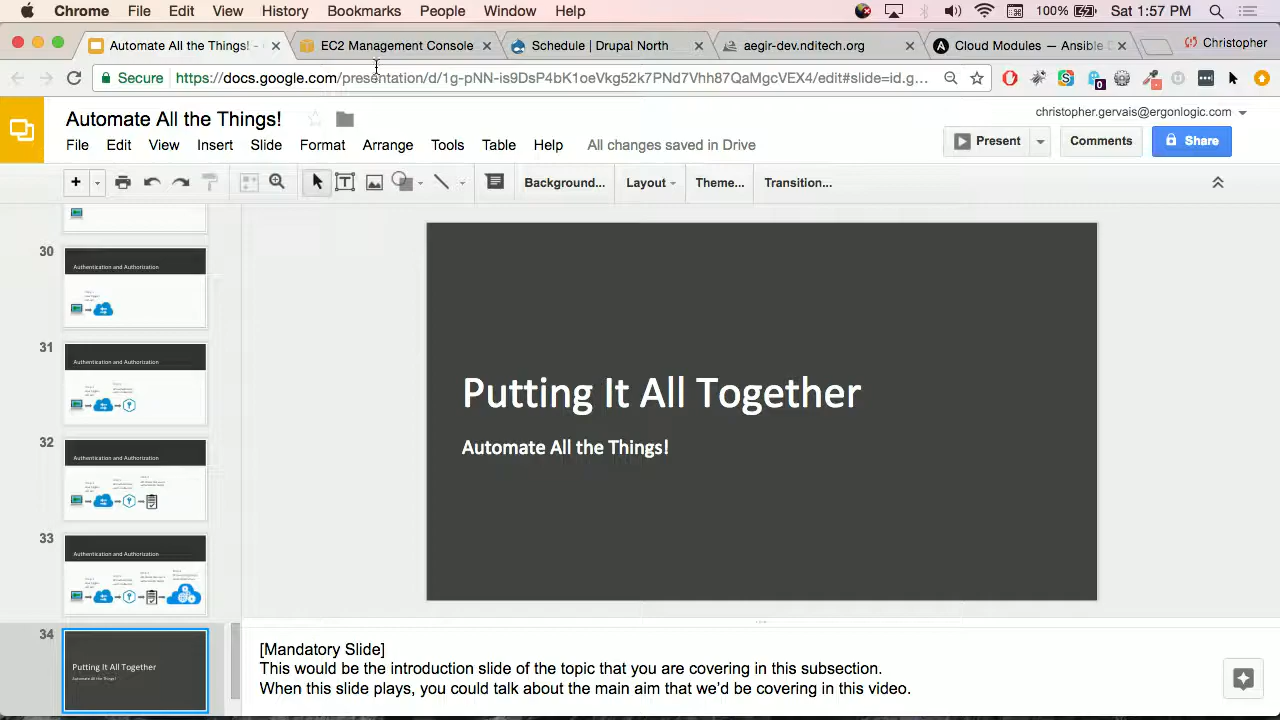 Chrome File Edit View History Bookmarks People Window Help 100% Sat 1:57 PM
Automate All the Things! - EC2 Management Console Schedule | Drupal North aegir-dev.nditech.org Cloud Modules — Ansible D Christopher
Secure https://docs.google.com/presentation/d/1g-pNN-is9DsP4bK1oeVkg52k7PNd7Vhh87QaMgcVEX4/edit#slide=id.g...
Automate All the Things!
christopher.gervais@ergonlogic.com
File Edit View Insert Slide Format Arrange Tools Table Help All changes saved in Drive
Present Comments Share
Background... Layout Theme... Transition...
30
Authentication and Authorization
31
Authentication and Authorization
32
Authentication and Authorization
33
Authentication and Authorization
34
Putting It All Together
Automate All the Things!
Putting It All Together
Automate All the Things!
[Mandatory Slide]
This would be the introduction slide of the topic that you are covering in this section.
When this slide plays, you could talk about the main aim that we'd be covering in this video.